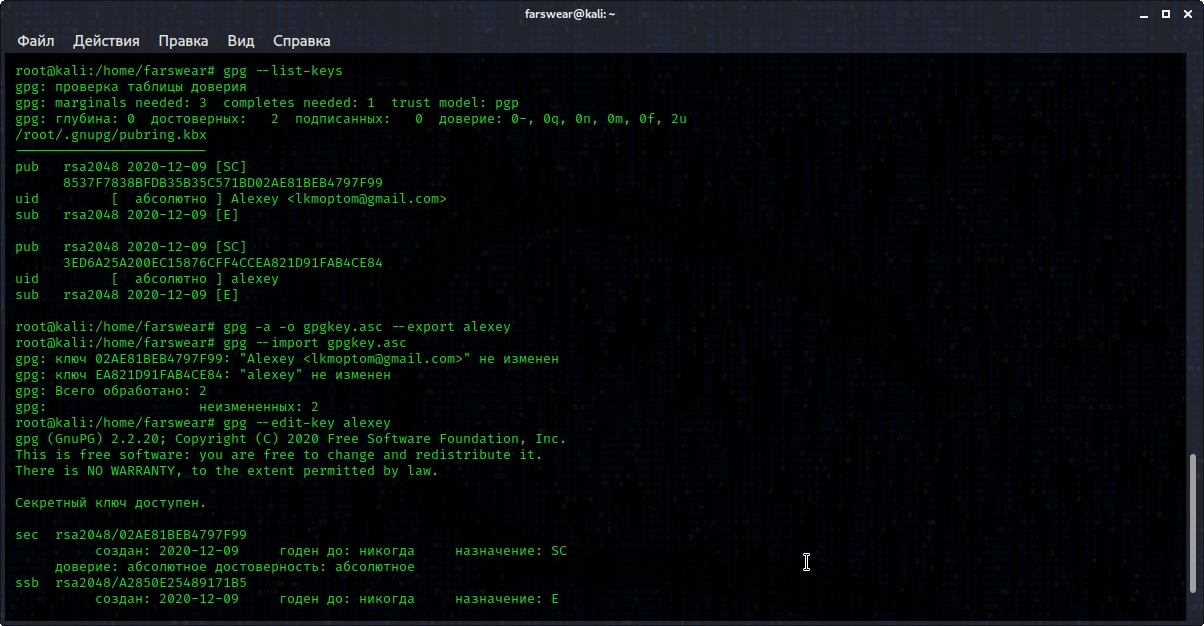 farswear@kali: ~
Файл Действия Правка Вид Справка
root@kali:/home/farswear# gpg --list-keys
gpg: проверка таблицы доверия
gpg: marginals needed: 3  completes needed: 1  trust model: pgp
gpg: глубина: 0  достоверных:   2  подписанных:   0  доверие: 0-, 0q, 0n, 0m, 0f, 2u
/root/.gnupg/pubring.kbx
------------------------
pub   rsa2048 2020-12-09 [SC]
      8537F7838BFDB35B35C571BD02AE81BEB4797F99
uid         [  абсолютно ] Alexey <lkmoptom@gmail.com>
sub   rsa2048 2020-12-09 [E]
pub   rsa2048 2020-12-09 [SC]
      3ED6A25A200EC15876CFF4CCEA821D91FAB4CE84
uid         [  абсолютно ] alexey
sub   rsa2048 2020-12-09 [E]
root@kali:/home/farswear# gpg -a -o gpgkey.asc --export alexey
root@kali:/home/farswear# gpg --import gpgkey.asc
gpg: ключ 02AE81BEB4797F99: "Alexey <lkmoptom@gmail.com>" не изменен
gpg: ключ EA821D91FAB4CE84: "alexey" не изменен
gpg: Всего обработано: 2
gpg:                   неизмененных: 2
root@kali:/home/farswear# gpg --edit-key alexey
gpg (GnuPG) 2.2.20; Copyright (C) 2020 Free Software Foundation, Inc.
This is free software: you are free to change and redistribute it.
There is NO WARRANTY, to the extent permitted by law.
Секретный ключ доступен.
sec  rsa2048/02AE81BEB4797F99
          создан: 2020-12-09     годен до: никогда     назначение: SC
     доверие: абсолютное достоверность: абсолютное
ssb  rsa2048/A2850E25489171B5
          создан: 2020-12-09     годен до: никогда     назначение: E